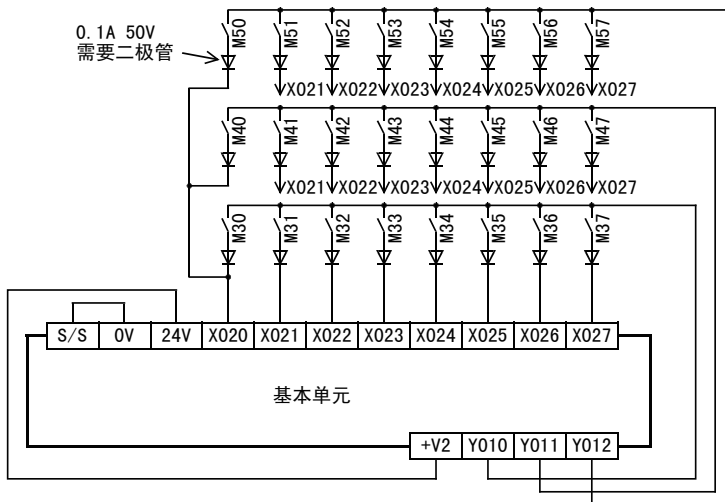 0.1A 50V
需要二极管
M50 M51 M52 M53 M54 M55 M56 M57
X021 X022 X023 X024 X025 X026 X027
M40 M41 M42 M43 M44 M45 M46 M47
X021 X022 X023 X024 X025 X026 X027
M30 M31 M32 M33 M34 M35 M36 M37
S/S 0V 24V X020 X021 X022 X023 X024 X025 X026 X027
基本单元
+V2 Y010 Y011 Y012